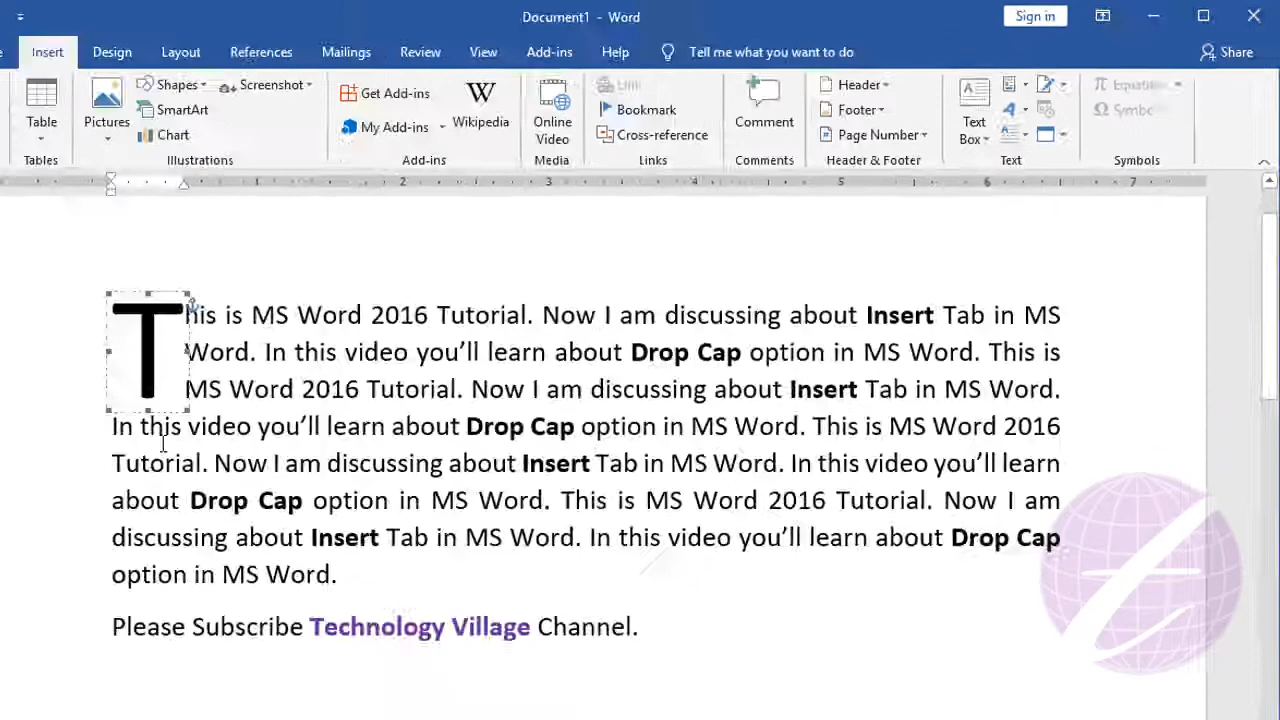 Document1 - Word
Sign in
Insert
Design
Layout
References
Mailings
Review
View
Add-ins
Help
Tell me what you want to do
Share
Table
Pictures
Shapes
SmartArt
Chart
Screenshot
Get Add-ins
My Add-ins
Wikipedia
Online
Video
Link
Bookmark
Cross-reference
Comment
Header
Footer
Page Number
Text
Box
Tables
Illustrations
Add-ins
Media
Links
Comments
Header & Footer
Text
Symbols
1 2 3 4 5 6 7
This is MS Word 2016 Tutorial. Now I am discussing about Insert Tab in MS
Word. In this video you’ll learn about Drop Cap option in MS Word. This is
MS Word 2016 Tutorial. Now I am discussing about Insert Tab in MS Word.
In this video you’ll learn about Drop Cap option in MS Word. This is MS Word 2016
Tutorial. Now I am discussing about Insert Tab in MS Word. In this video you’ll learn
about Drop Cap option in MS Word. This is MS Word 2016 Tutorial. Now I am
discussing about Insert Tab in MS Word. In this video you’ll learn about Drop Cap
option in MS Word.
Please Subscribe Technology Village Channel.